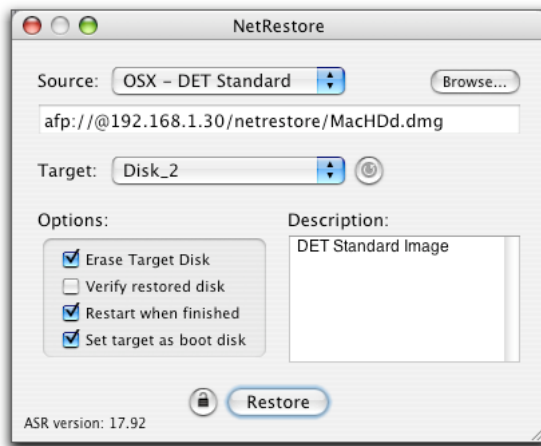 NetRestore
Source: OSX - DET Standard Browse...
afp://@192.168.1.30/netrestore/MacHDd.dmg
Target: Disk_2
Options:
Erase Target Disk
Verify restored disk
Restart when finished
Set target as boot disk
Description:
DET Standard Image
Restore
ASR version: 17.92